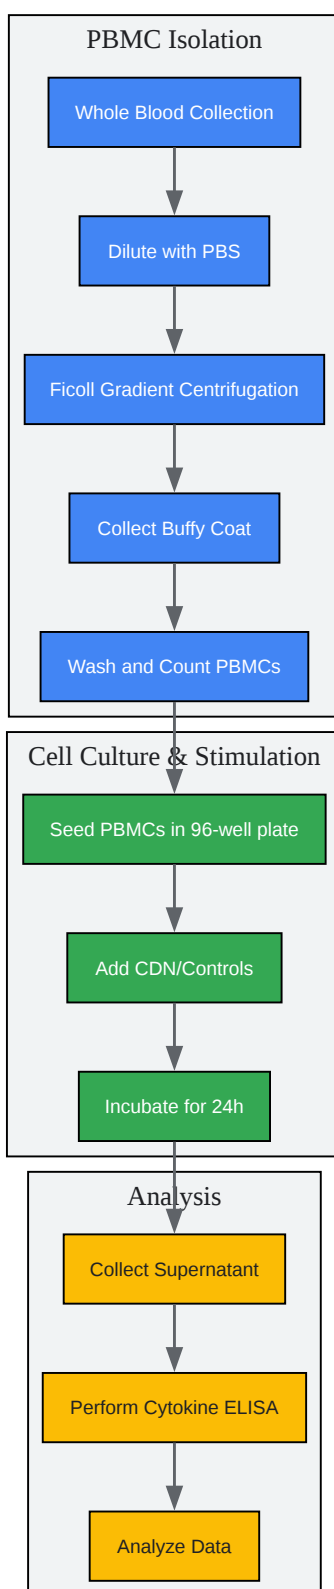 PBMC Isolation
Whole Blood Collection
Dilute with PBS
Ficoll Gradient Centrifugation
Collect Buffy Coat
Wash and Count PBMCs
Cell Culture & Stimulation
Seed PBMCs in 96-well plate
Add CDN/Controls
Incubate for 24h
Analysis
Collect Supernatant
Perform Cytokine ELISA
Analyze Data